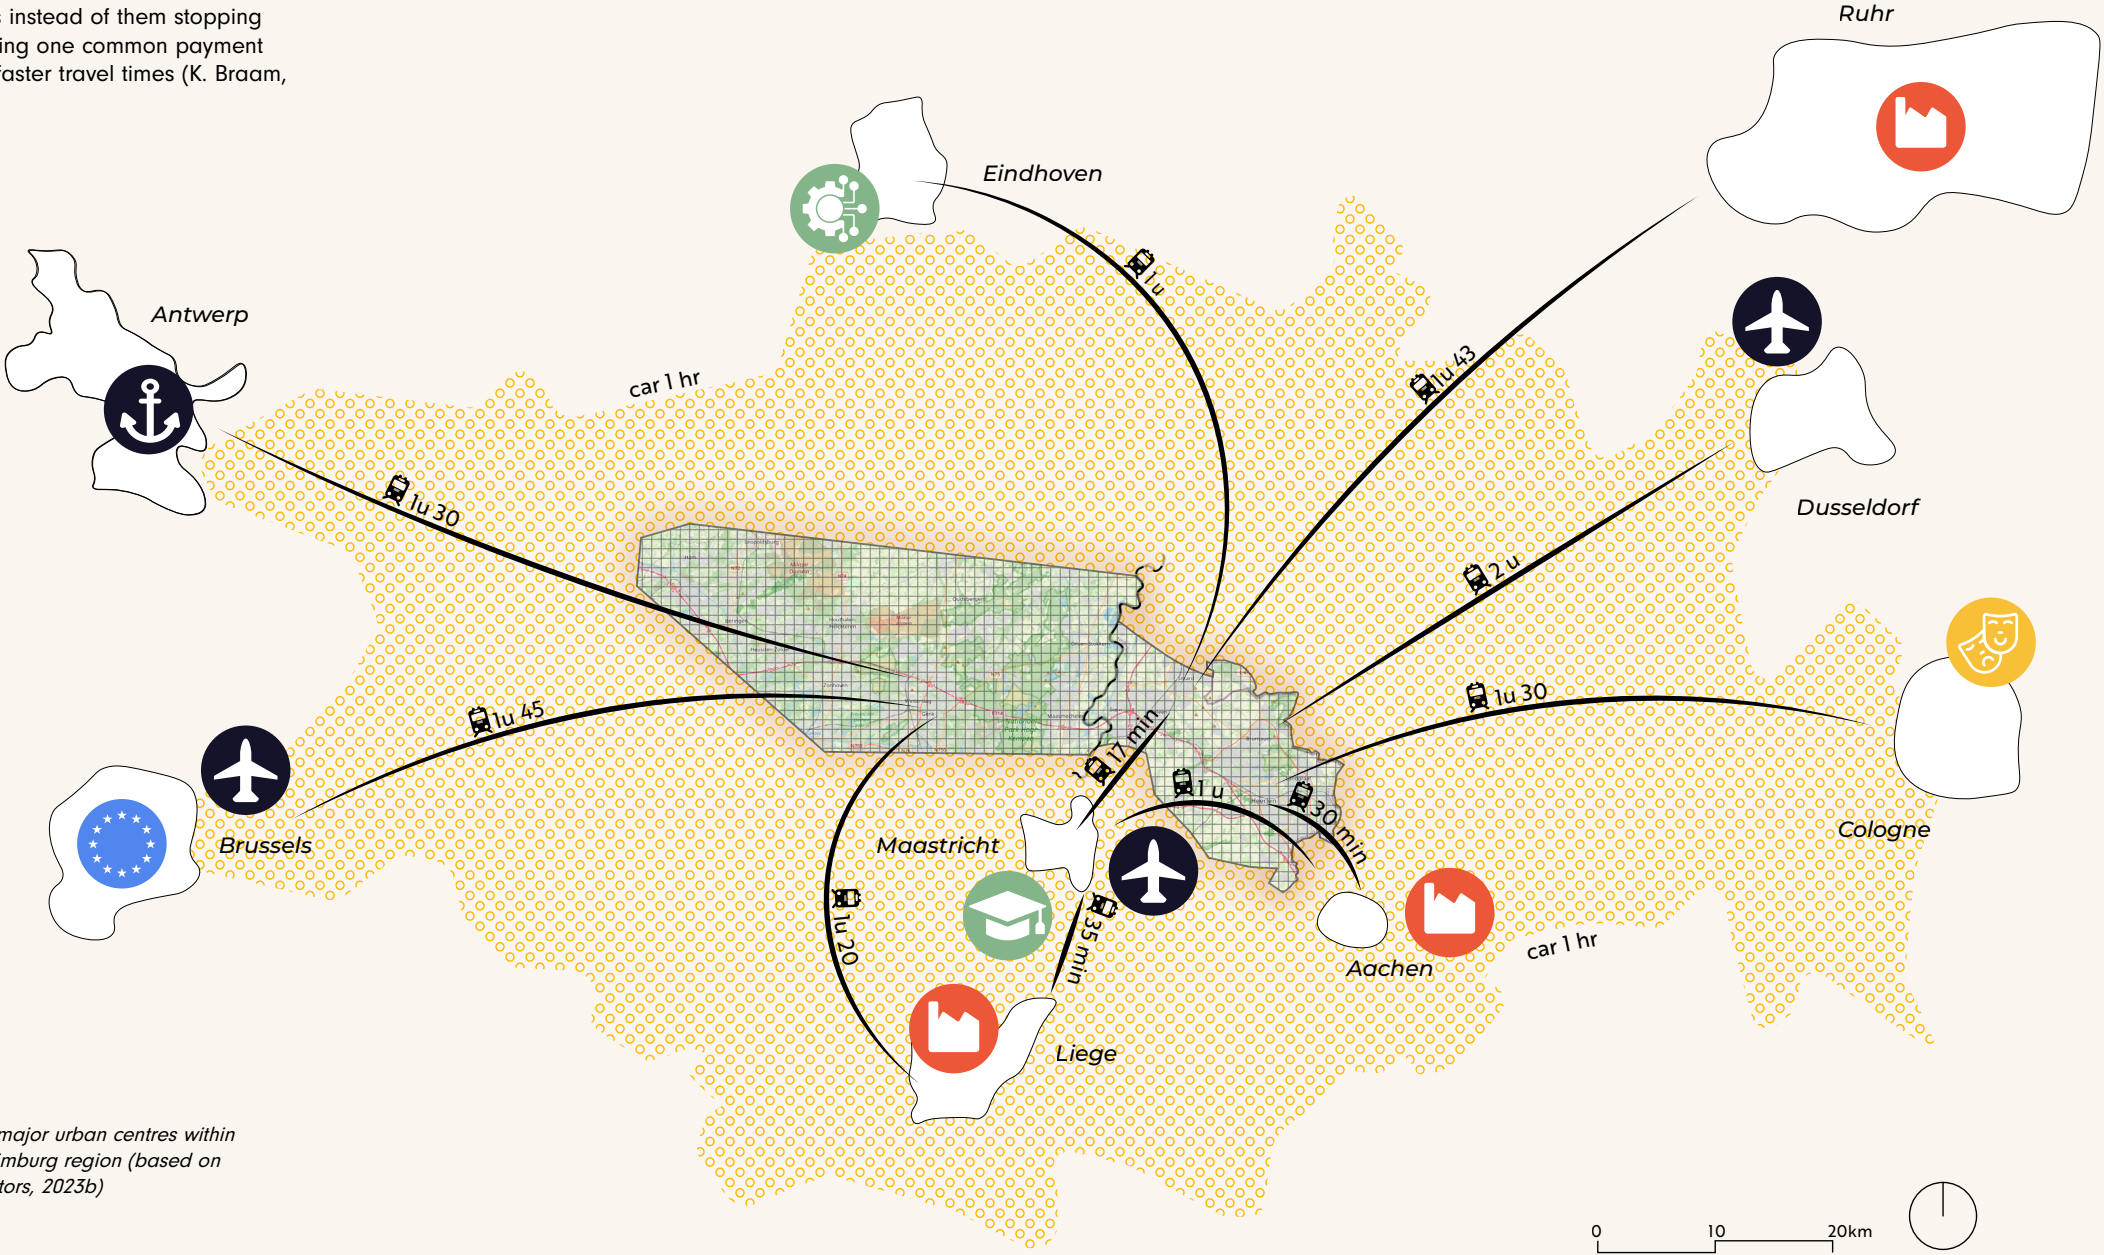 s instead of them stopping
ing one common payment
faster travel times (K. Braam,
Ruhr
Eindhoven
1 u
Antwerp
car 1 hr
1u 43
1u 30
Dusseldorf
2 u
1u 45
1u 30
17 min
1 u
30 min
Brussels
Maastricht
Cologne
1u 20
35 min
Aachen
car 1 hr
Liege
major urban centres within
mburg region (based on
tors, 2023b)
0 10 20km